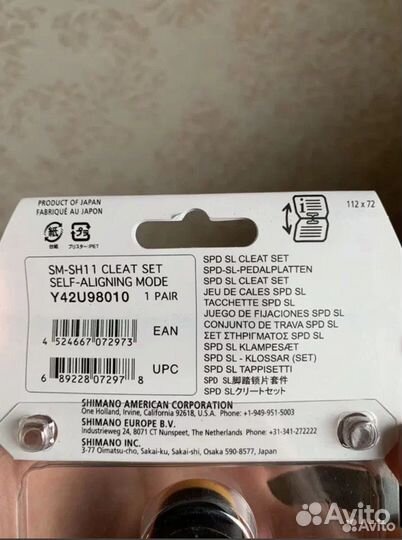 PRODUCT OF JAPAN
FABRIQUÉ AU JAPON
紙
台紙
ブリスター:PET
112 x 72
SM-SH11 CLEAT SET
SELF-ALIGNING MODE
Y42U98010 1 PAIR
EAN
4 524667 072973
UPC
6 89228 07297 8
SPD SL CLEAT SET
SPD-SL-PEDALPLATTEN
SPD SL CLEAT SET
JEU DE CALES SPD SL
TACCHETTE SPD SL
JUEGO DE FIJACIONES SPD SL
CONJUNTO DE TRAVA SPD SL
ΣΕΤ ΣΤΗΡΙΓΜΑΤΟΣ SPD SL
SPD SL KLAMPESÆT
SPD SL - KLOSSAR (SET)
SPD SL TAPPISETTI
SPD SL脚踏锁片套件
SPD SLクリートセット
SHIMANO AMERICAN CORPORATION
One Holland, Irvine, California 92618, U.S.A. Phone: +1-949-951-5003
SHIMANO EUROPE B.V.
Industrieweg 24, 8071 CT Nunspeet, The Netherlands Phone: +31-341-272222
SHIMANO INC.
3-77 Oimatsu-cho, Sakai-ku, Sakai-shi, Osaka 590-8577, Japan
Avito
Avito